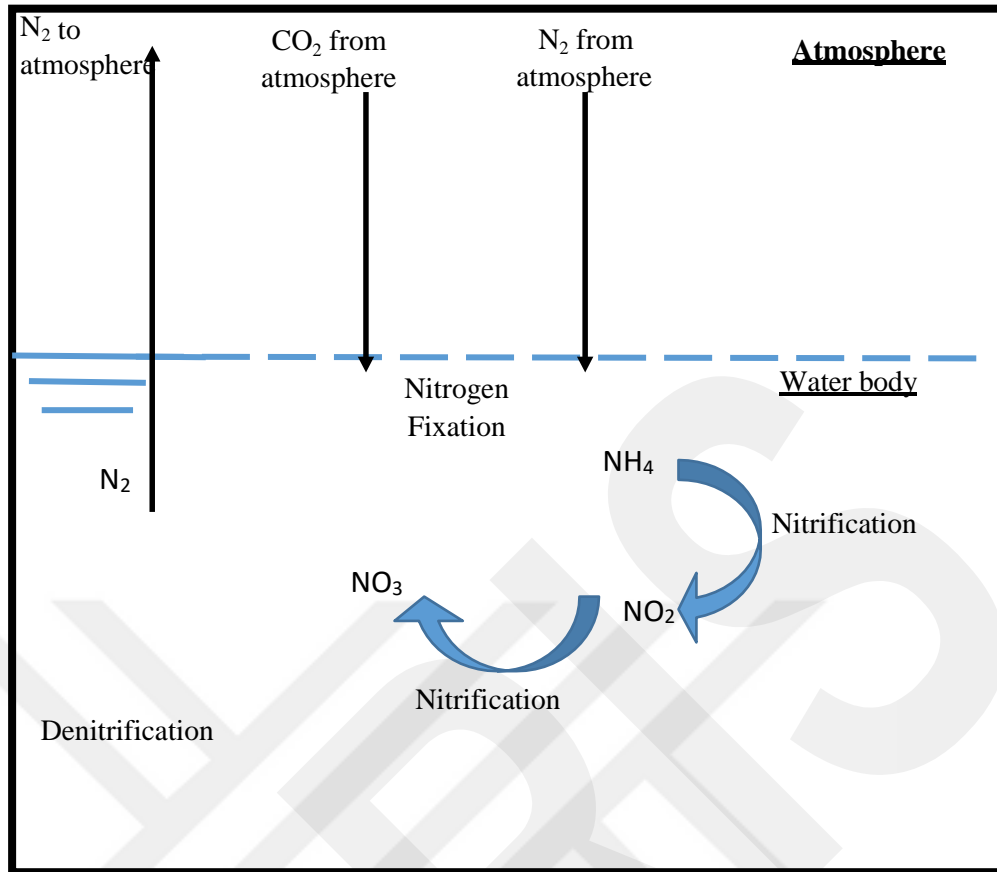 N₂ to
atmosphere
CO₂ from
atmosphere
N₂ from
atmosphere
Atmosphere
Water body
Nitrogen
Fixation
NH₄
N₂
Nitrification
NO₃
NO₂
Nitrification
Denitrification